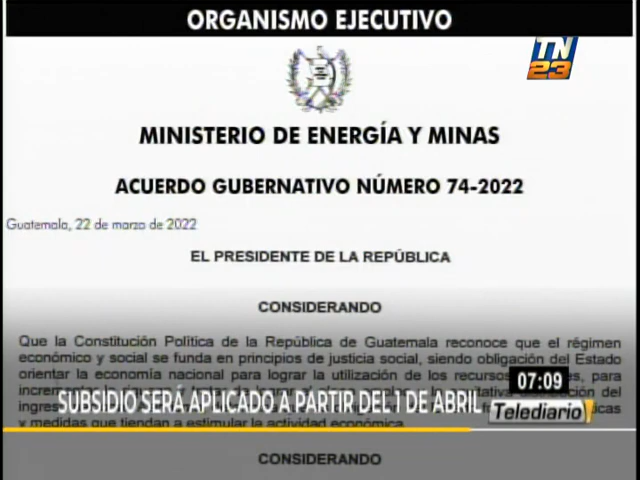 ORGANISMO EJECUTIVO
TN
23
MINISTERIO DE ENERGÍA Y MINAS
ACUERDO GUBERNATIVO NÚMERO 74-2022
Guatemala, 22 de marzo de 2022
EL PRESIDENTE DE LA REPÚBLICA
CONSIDERANDO
Que la Constitución Política de la República de Guatemala reconoce que el régimen
económico y social se funda en principios de justicia social, siendo obligación del Estado
orientar la economía nacional para lograr la utilización de los recursos para
07:09
del
SUBSIDIO SERÁ APLICADO A PARTIR DEL 1 DE ABRIL
Telediario
y medidas que tiendan a estimular la actividad económica.
CONSIDERANDO